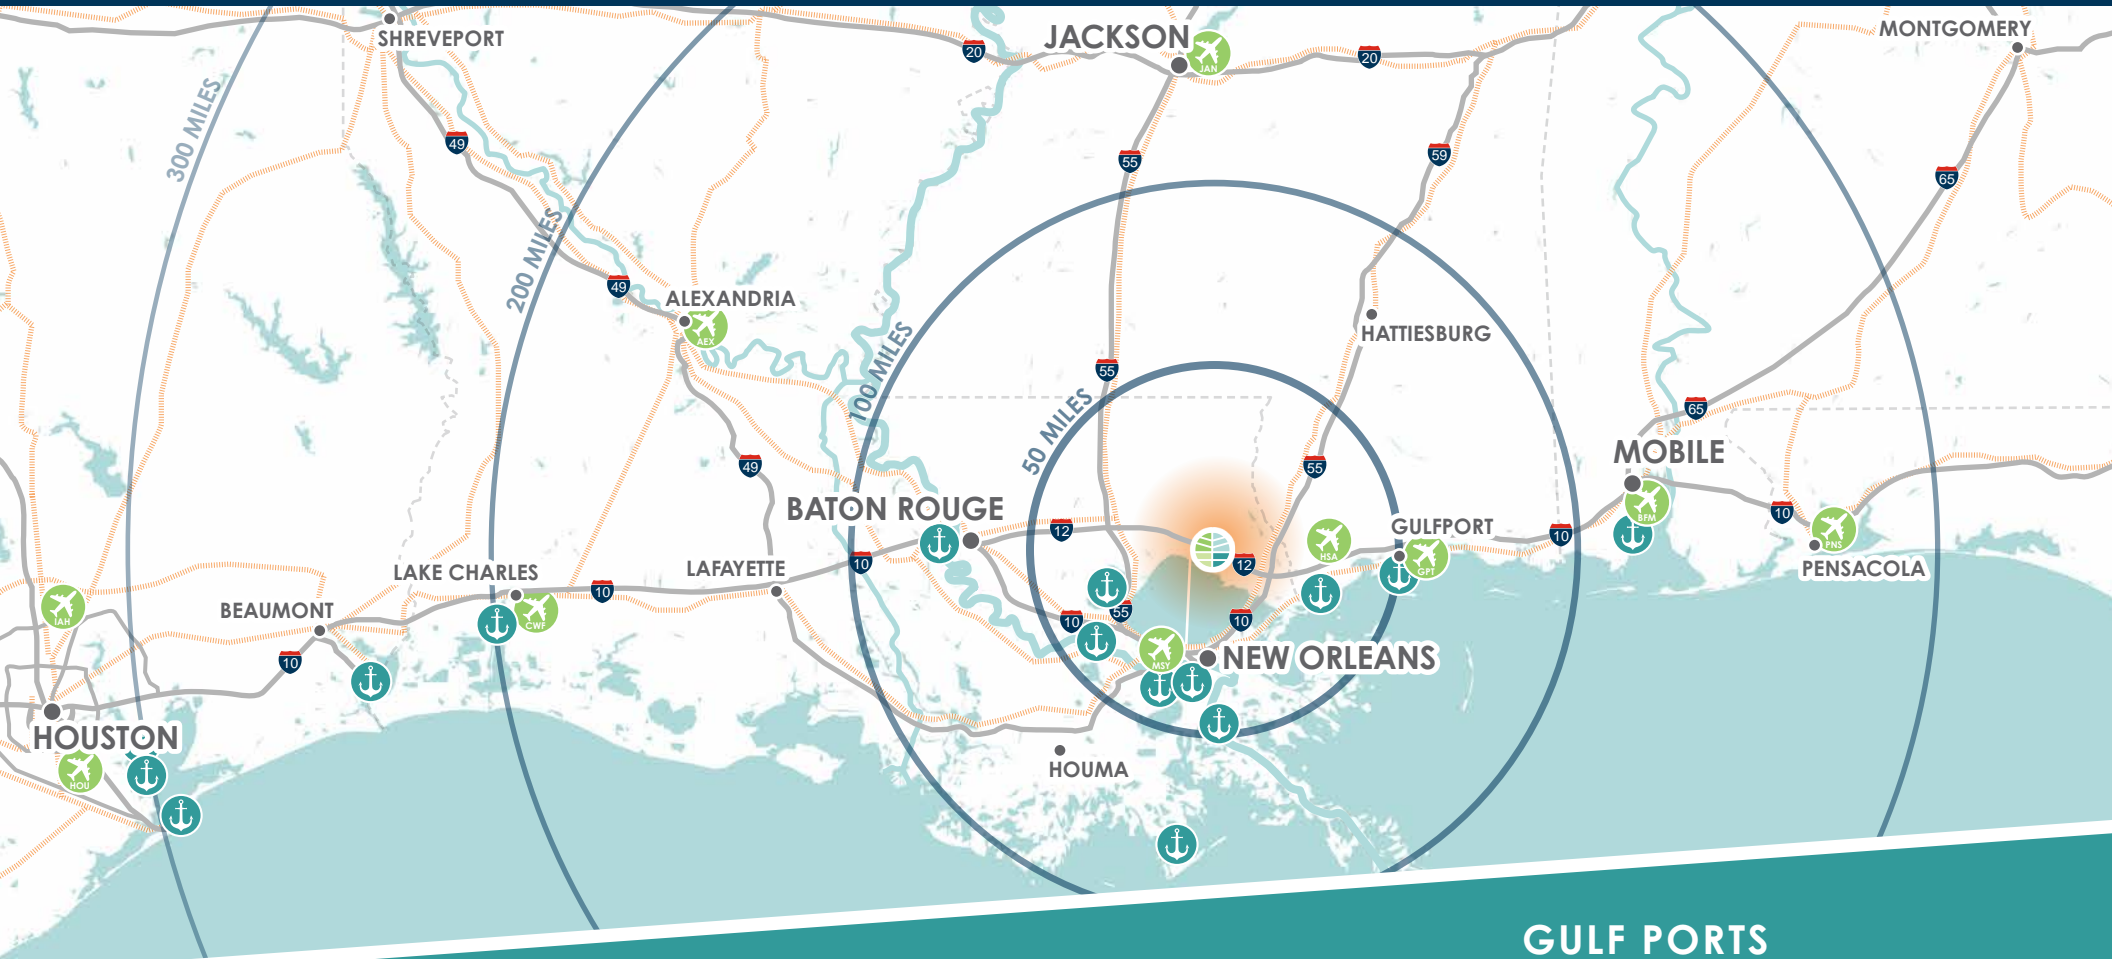 SHREVEPORT
JACKSON
JAN
MONTGOMERY
20
20
300 MILES
49
55
59
65
200 MILES
49
ALEXANDRIA
AEX
100 MILES
HATTIESBURG
55
50 MILES
65
MOBILE
BFM
49
55
BATON ROUGE
12
HSA
GULFPORT
GPT
10
10
PNS
PENSACOLA
10
12
LAKE CHARLES
CWF
LAFAYETTE
10
BEAUMONT
IAH
10
55
10
10
MSY
NEW ORLEANS
HOUSTON
HOU
HOUMA
GULF PORTS